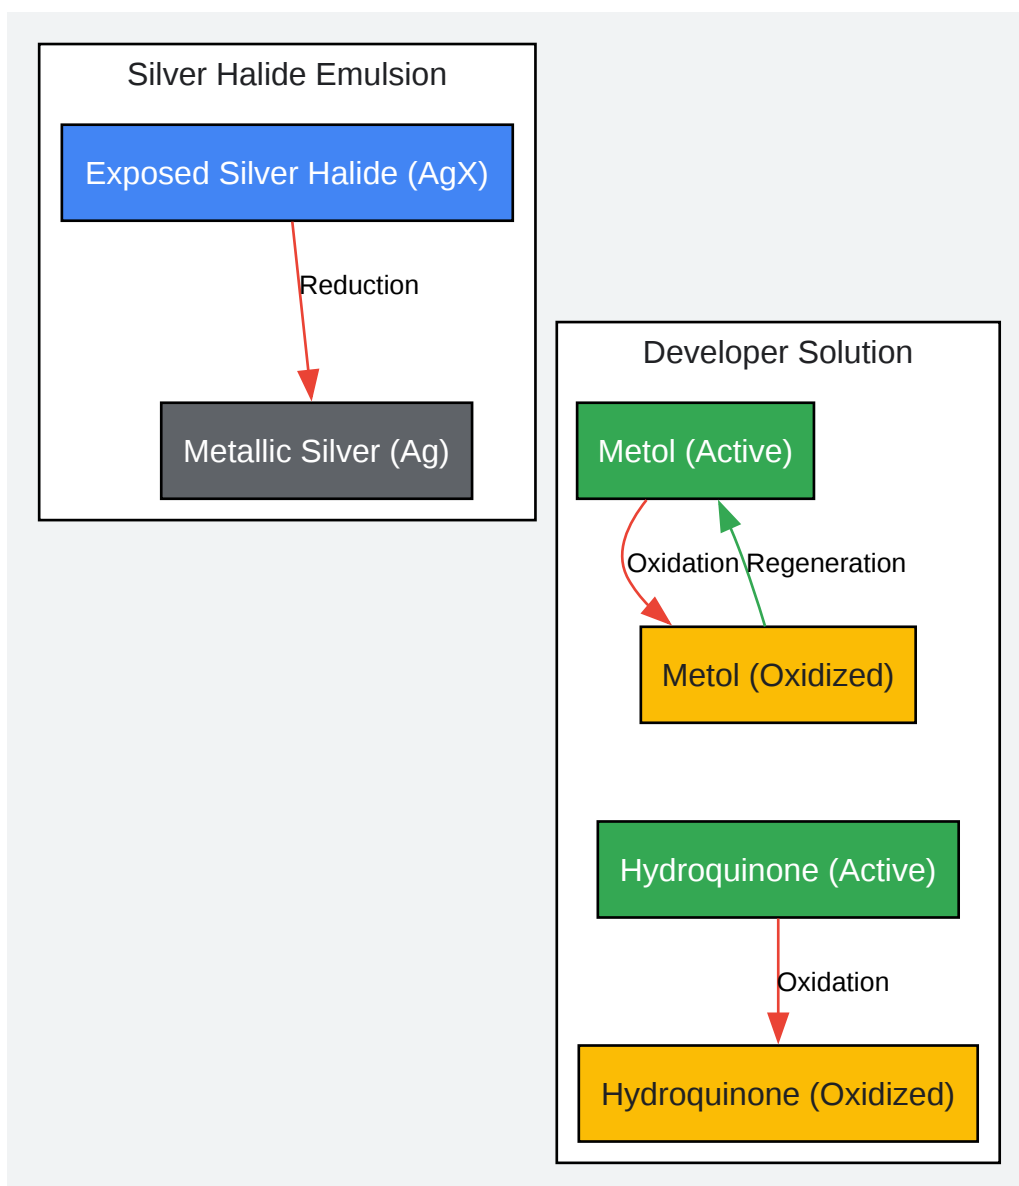 Silver Halide Emulsion
Exposed Silver Halide (AgX)
Reduction
Metallic Silver (Ag)
Developer Solution
Metol (Active)
Oxidation
Regeneration
Metol (Oxidized)
Hydroquinone (Active)
Oxidation
Hydroquinone (Oxidized)